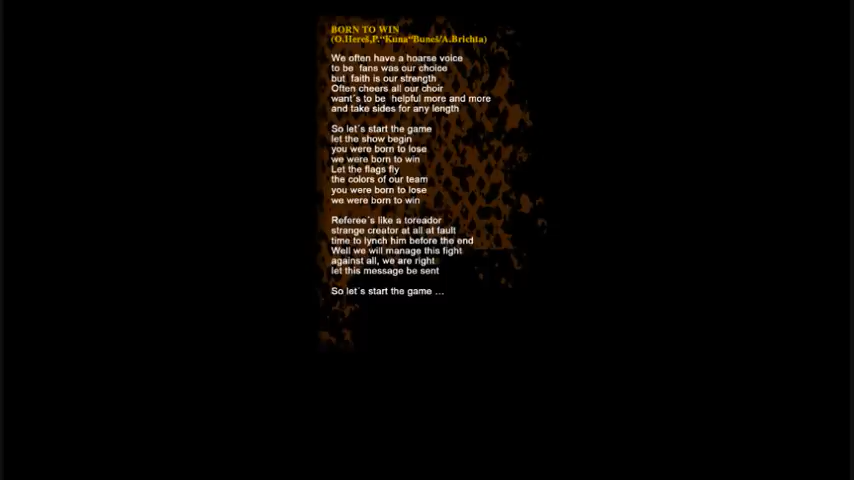 BORN TO WIN
(O.Hereš,P."Kuna"Buneš/A.Brichta)
We often have a hoarse voice
to be fans was our choice
but faith is our strength
Often cheers all our choir
want´s to be helpful more and more
and take sides for any length
So let´s start the game
let the show begin
you were born to lose
we were born to win
Let the flags fly
the colors of our team
you were born to lose
we were born to win
Referee´s like a toreador
strange creator at all at fault
time to lynch him before the end
Well we will manage this fight
against all, we are right
let this message be sent
So let´s start the game ...